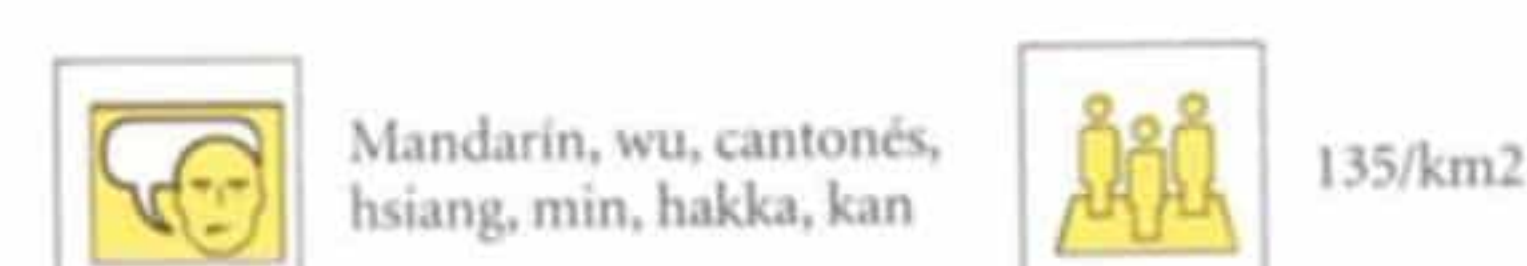 Mandarín, wu, cantonés,
hsiang, min, hakka, kan
135/km2